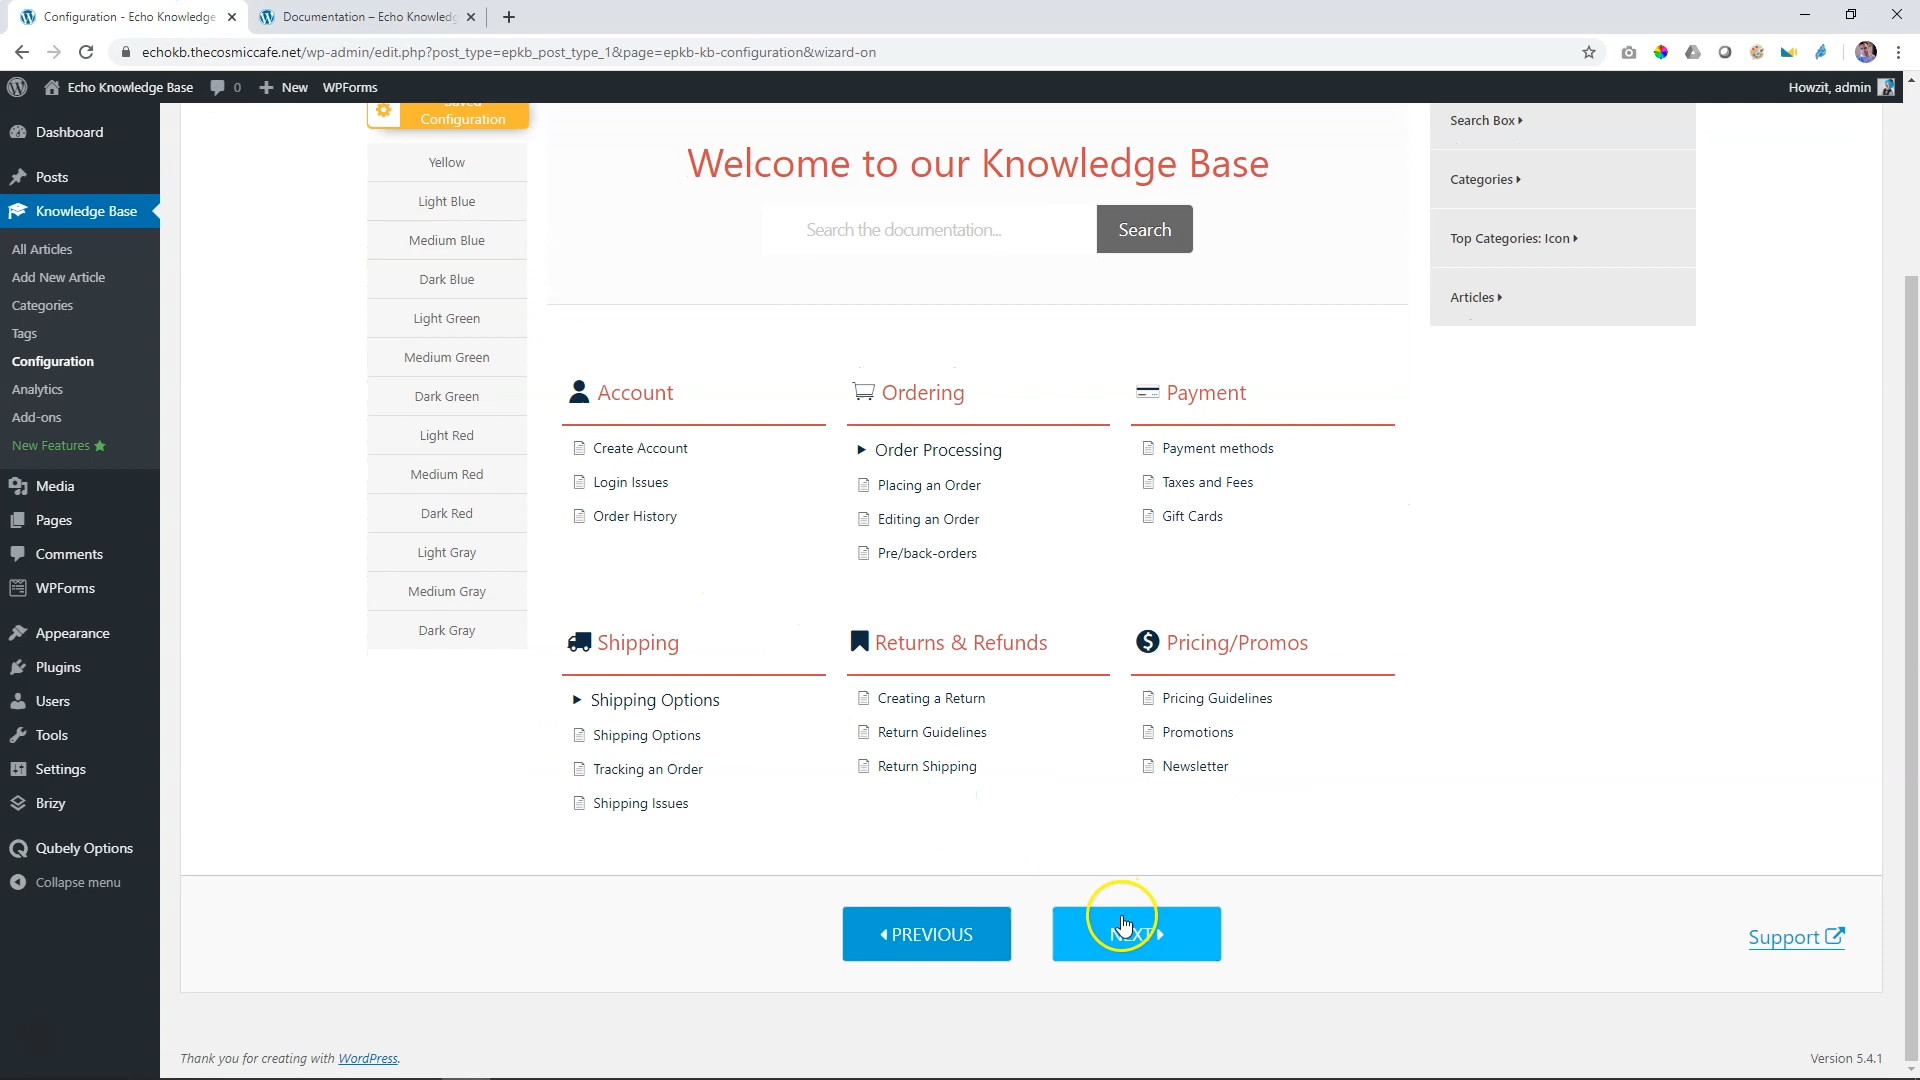 Configuration - Echo Knowledge
Documentation – Echo Knowledg
echokb.thecosmiccafe.net/wp-admin/edit.php?post_type=epkb_post_type_1&page=epkb-kb-configuration&wizard-on
Echo Knowledge Base
0
New
WPForms
Howzit, admin
Dashboard
Posts
Knowledge Base
All Articles
Add New Article
Categories
Tags
Configuration
Analytics
Add-ons
New Features
Media
Pages
Comments
WPForms
Appearance
Plugins
Users
Tools
Settings
Brizy
Qubely Options
Collapse menu
Saved
Configuration
Yellow
Light Blue
Medium Blue
Dark Blue
Light Green
Medium Green
Dark Green
Light Red
Medium Red
Dark Red
Light Gray
Medium Gray
Dark Gray
Welcome to our Knowledge Base
Search the documentation...
Search
Account
Create Account
Login Issues
Order History
Ordering
Order Processing
Placing an Order
Editing an Order
Pre/back-orders
Payment
Payment methods
Taxes and Fees
Gift Cards
Shipping
Shipping Options
Shipping Options
Tracking an Order
Shipping Issues
Returns & Refunds
Creating a Return
Return Guidelines
Return Shipping
Pricing/Promos
Pricing Guidelines
Promotions
Newsletter
Search Box
Categories
Top Categories: Icon
Articles
PREVIOUS
NEXT
Support
Thank you for creating with WordPress.
Version 5.4.1